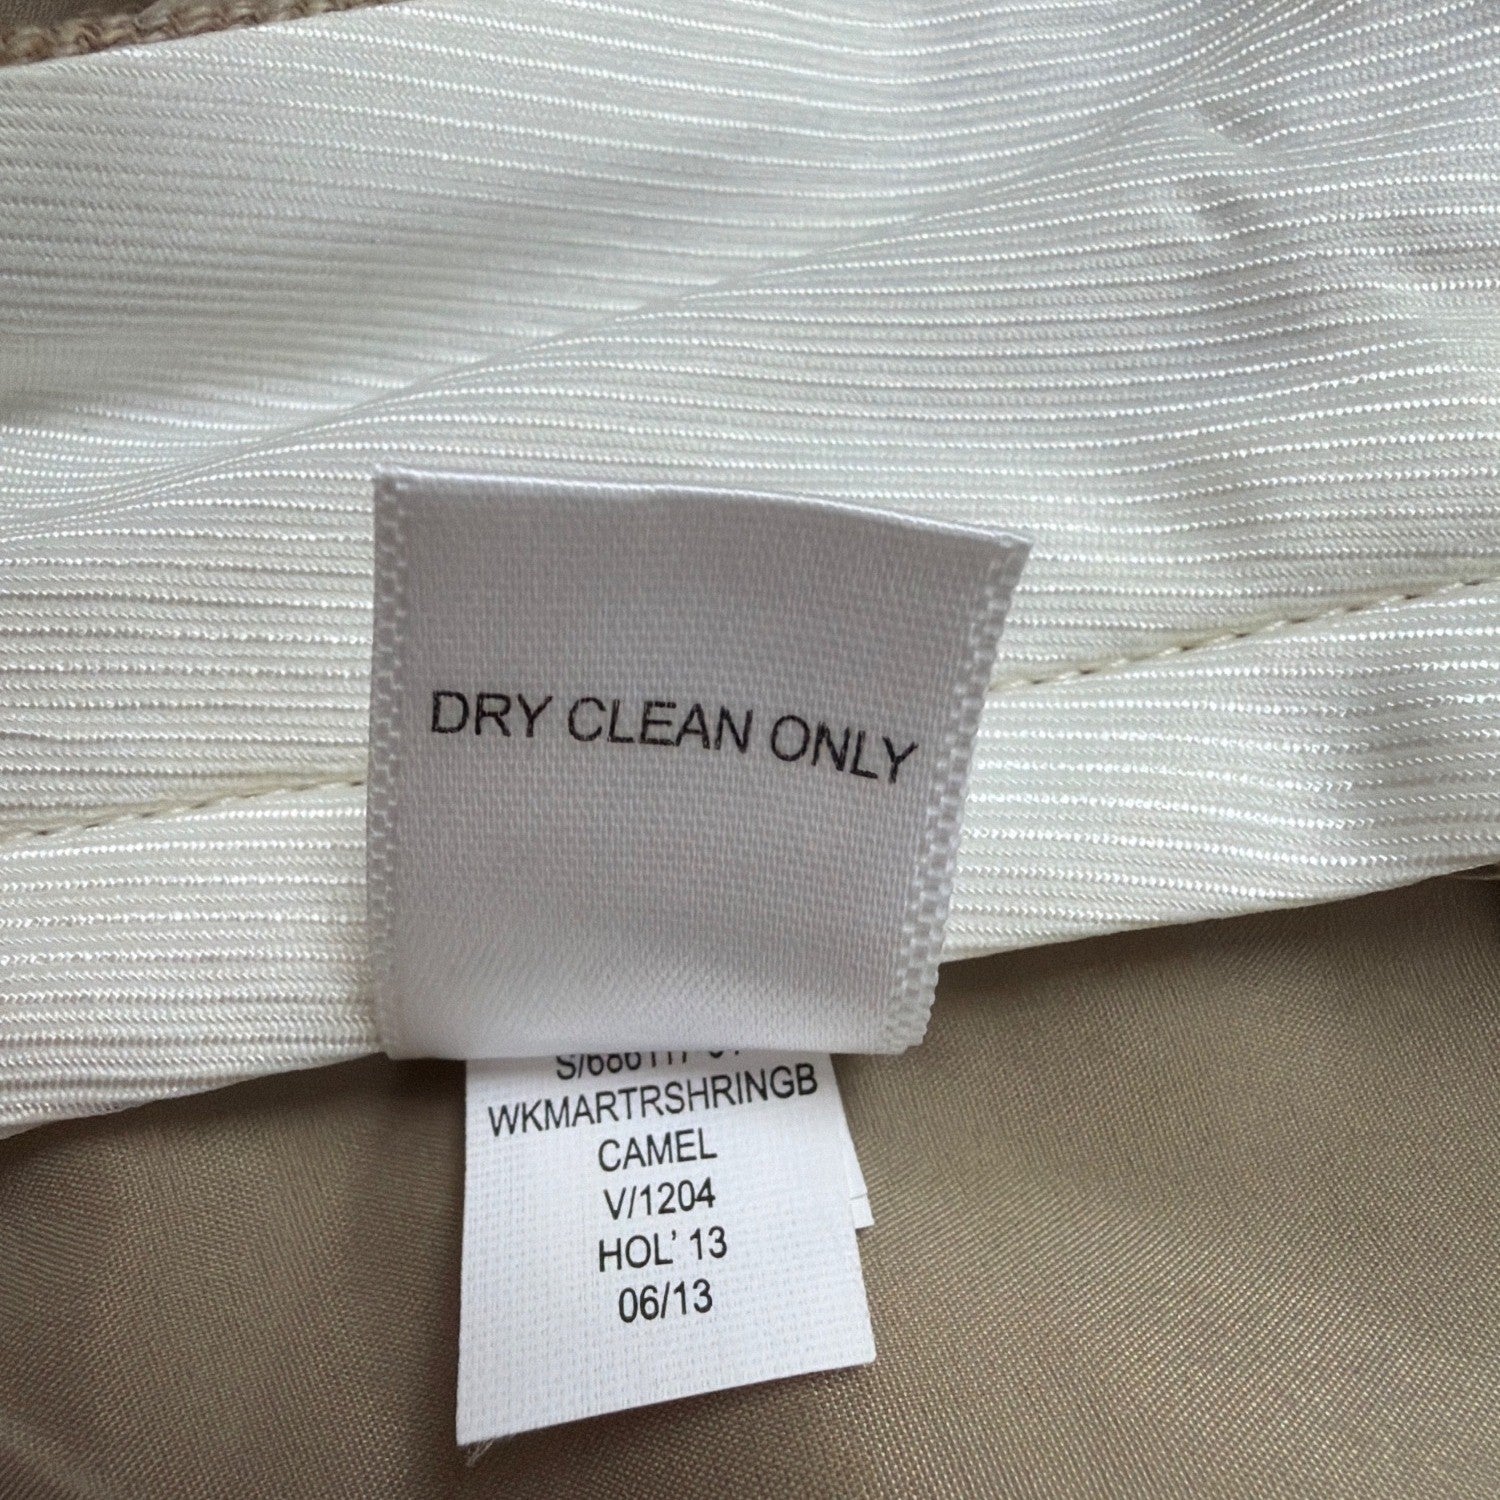 DRY CLEAN ONLY
WKMARTRSHRINGB
CAMEL
V/1204
HOL' 13
06/13